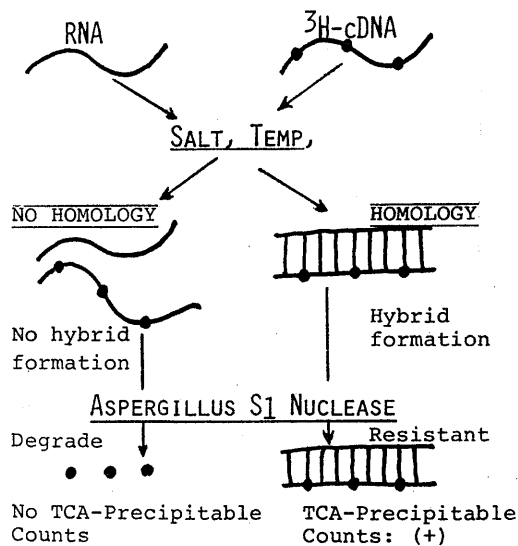 RNA
3H-cDNA
SALT, TEMP,
NO HOMOLOGY
HOMOLOGY
No hybrid
formation
Hybrid
formation
ASPERGILLUS S1 NUCLEASE
Degrade
Resistant
No TCA-Precipitable
Counts
TCA-Precipitable
Counts: (+)